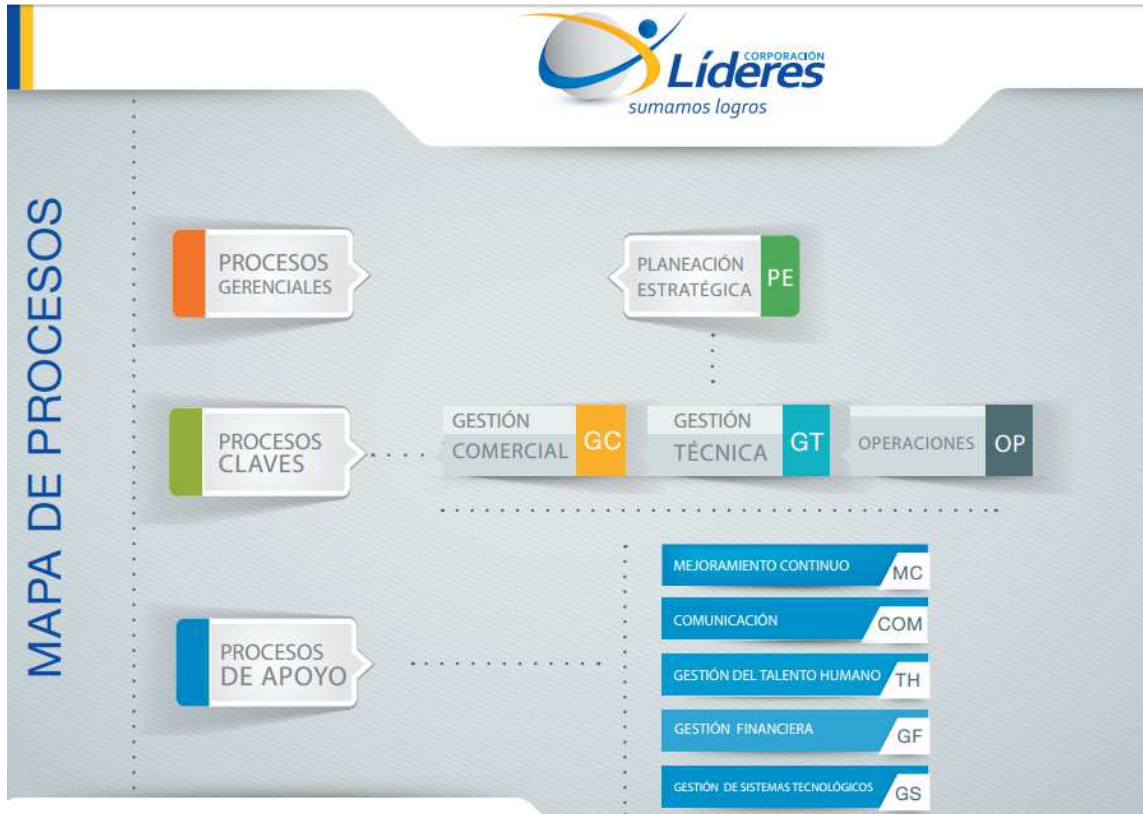 CORPORACIÓN
Líderes
sumamos logros
MAPA DE PROCESOS
PROCESOS
GERENCIALES
PLANEACIÓN
ESTRATÉGICA
PE
PROCESOS
CLAVES
GESTIÓN
COMERCIAL
GC
GESTIÓN
TÉCNICA
GT
OPERACIONES
OP
PROCESOS
DE APOYO
MEJORAMIENTO CONTINUO
MC
COMUNICACIÓN
COM
GESTIÓN DEL TALENTO HUMANO
TH
GESTIÓN FINANCIERA
GF
GESTIÓN DE SISTEMAS TECNOLÓGICOS
GS